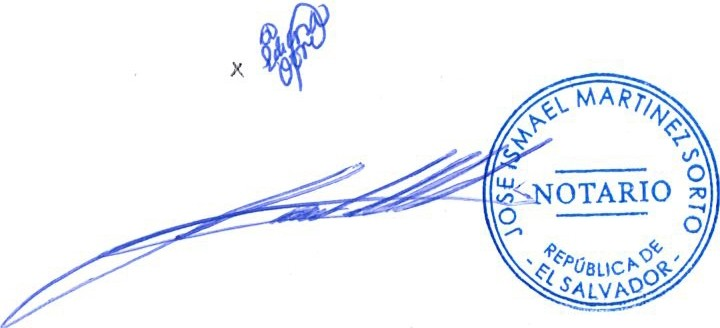 x
JOSE ISMAEL MARTINEZ SORTO
NOTARIO
REPÚBLICA DE
- EL SALVADOR -